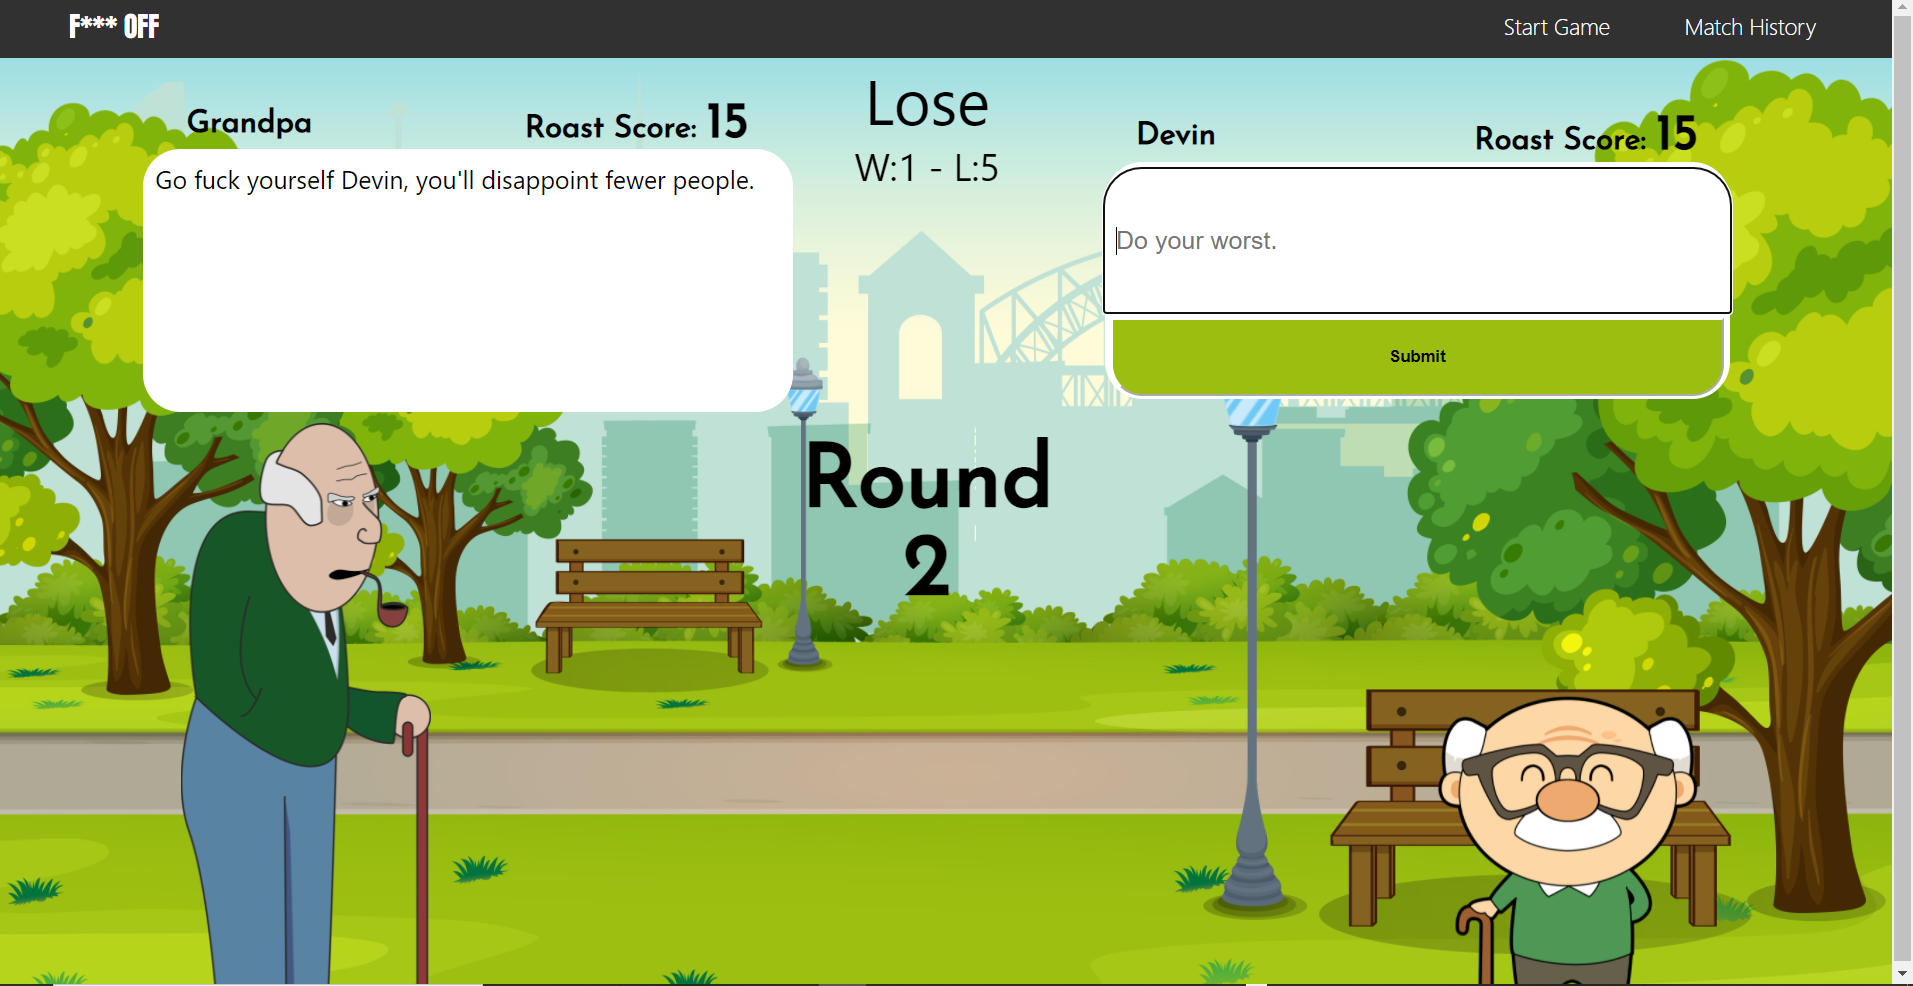 F*** OFF
Start Game
Match History
Lose
W:1 - L:5
Grandpa
Roast Score: 15
Go fuck yourself Devin, you'll disappoint fewer people.
Devin
Roast Score: 15
Do your worst.
Submit
Round
2